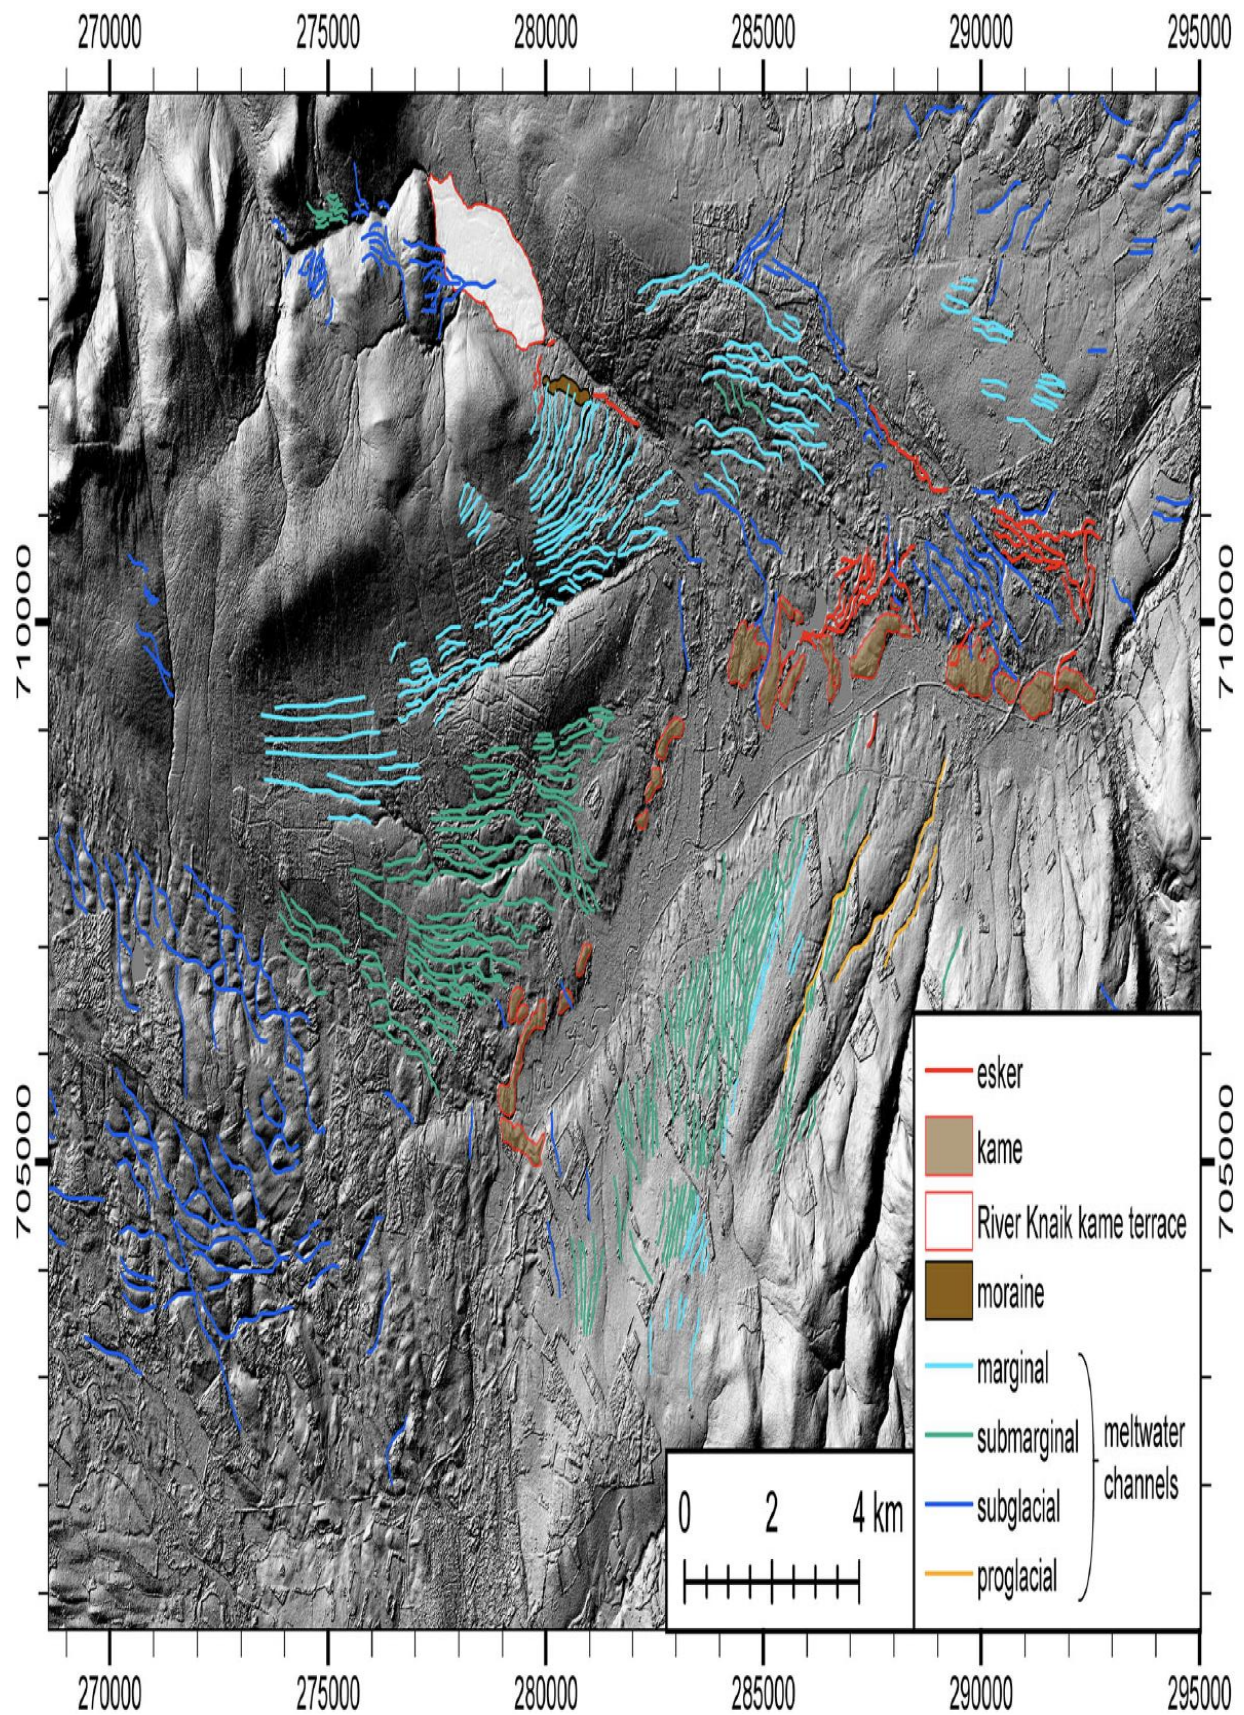 270000 275000 280000 285000 290000 295000
710000
710000
705000
705000
esker
kame
River Knaik kame terrace
moraine
marginal
submarginal
subglacial
proglacial
meltwater
channels
0 2 4 km
270000 275000 280000 285000 290000 295000